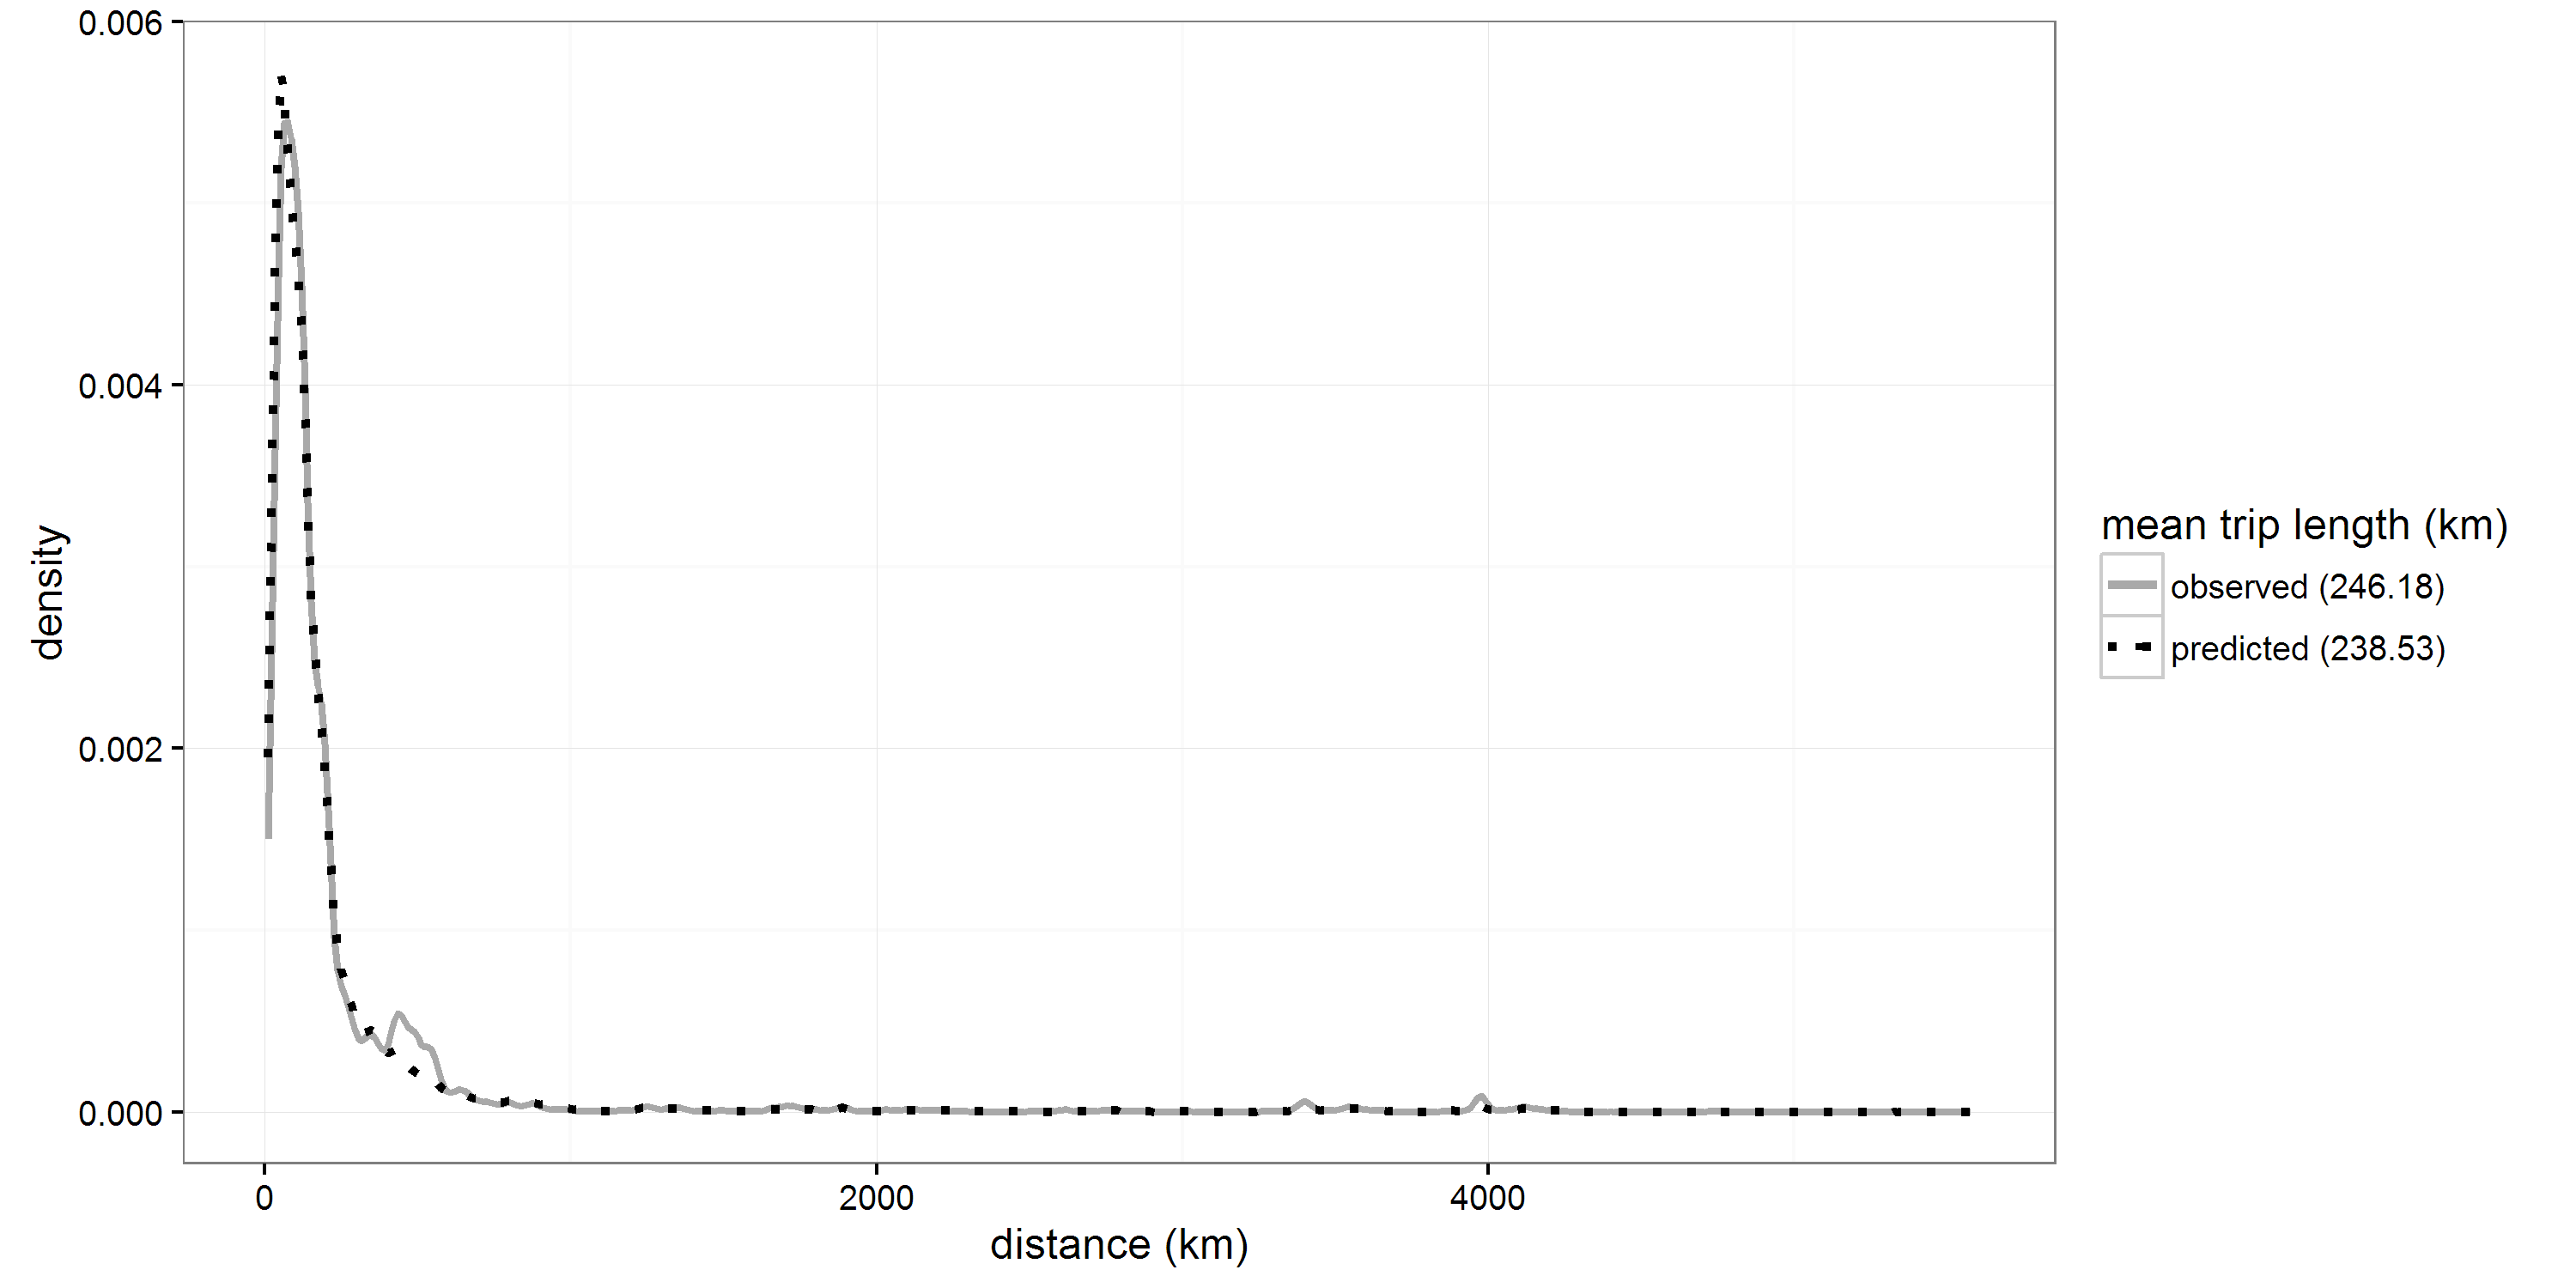 0.006
0.004
0.002
0.000
density
0
2000
4000
distance (km)
mean trip length (km)
observed (246.18)
predicted (238.53)